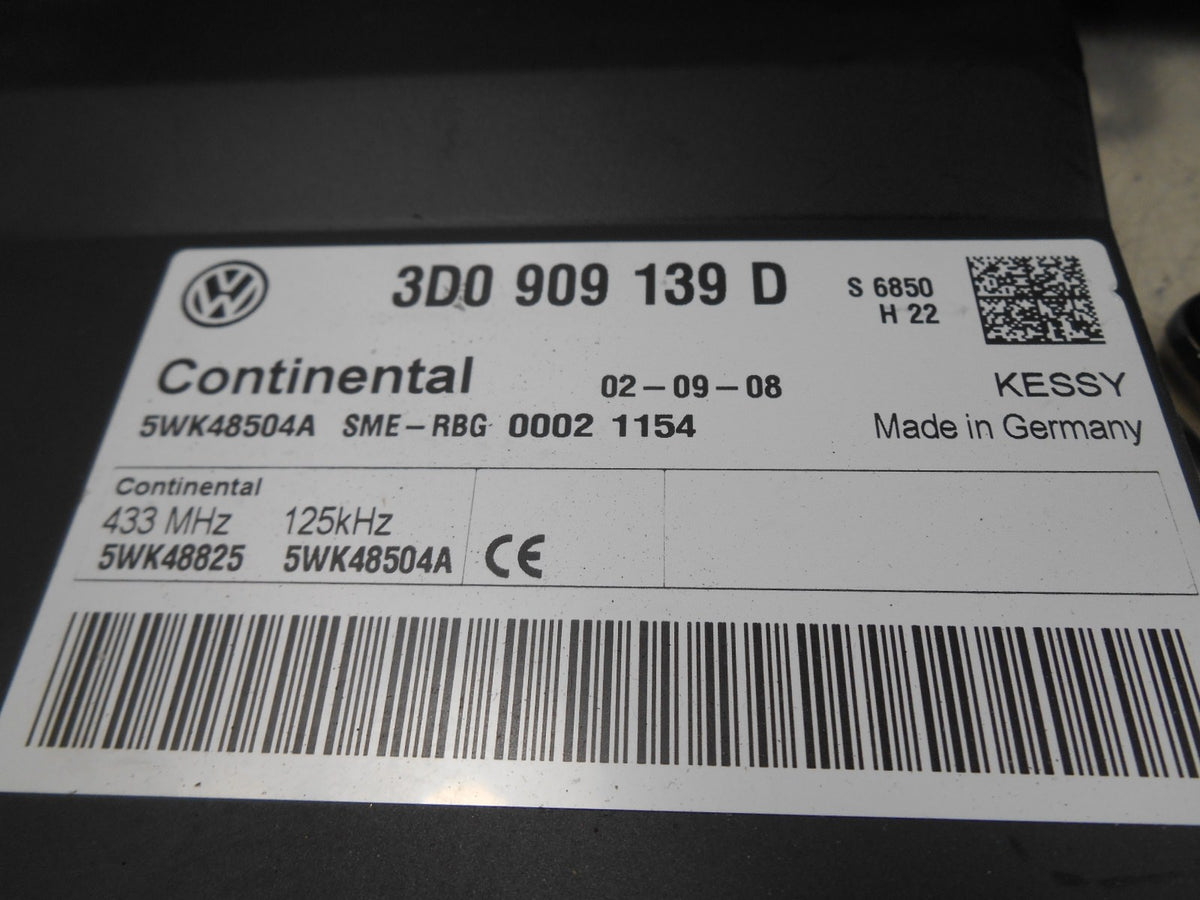 3D0 909 139 D
S 6850
H 22
Continental
02-09-08
KESSY
5WK48504A SME-RBG 0002 1154
Made in Germany
Continental
433 MHz 125kHz
5WK48825 5WK48504A
CE